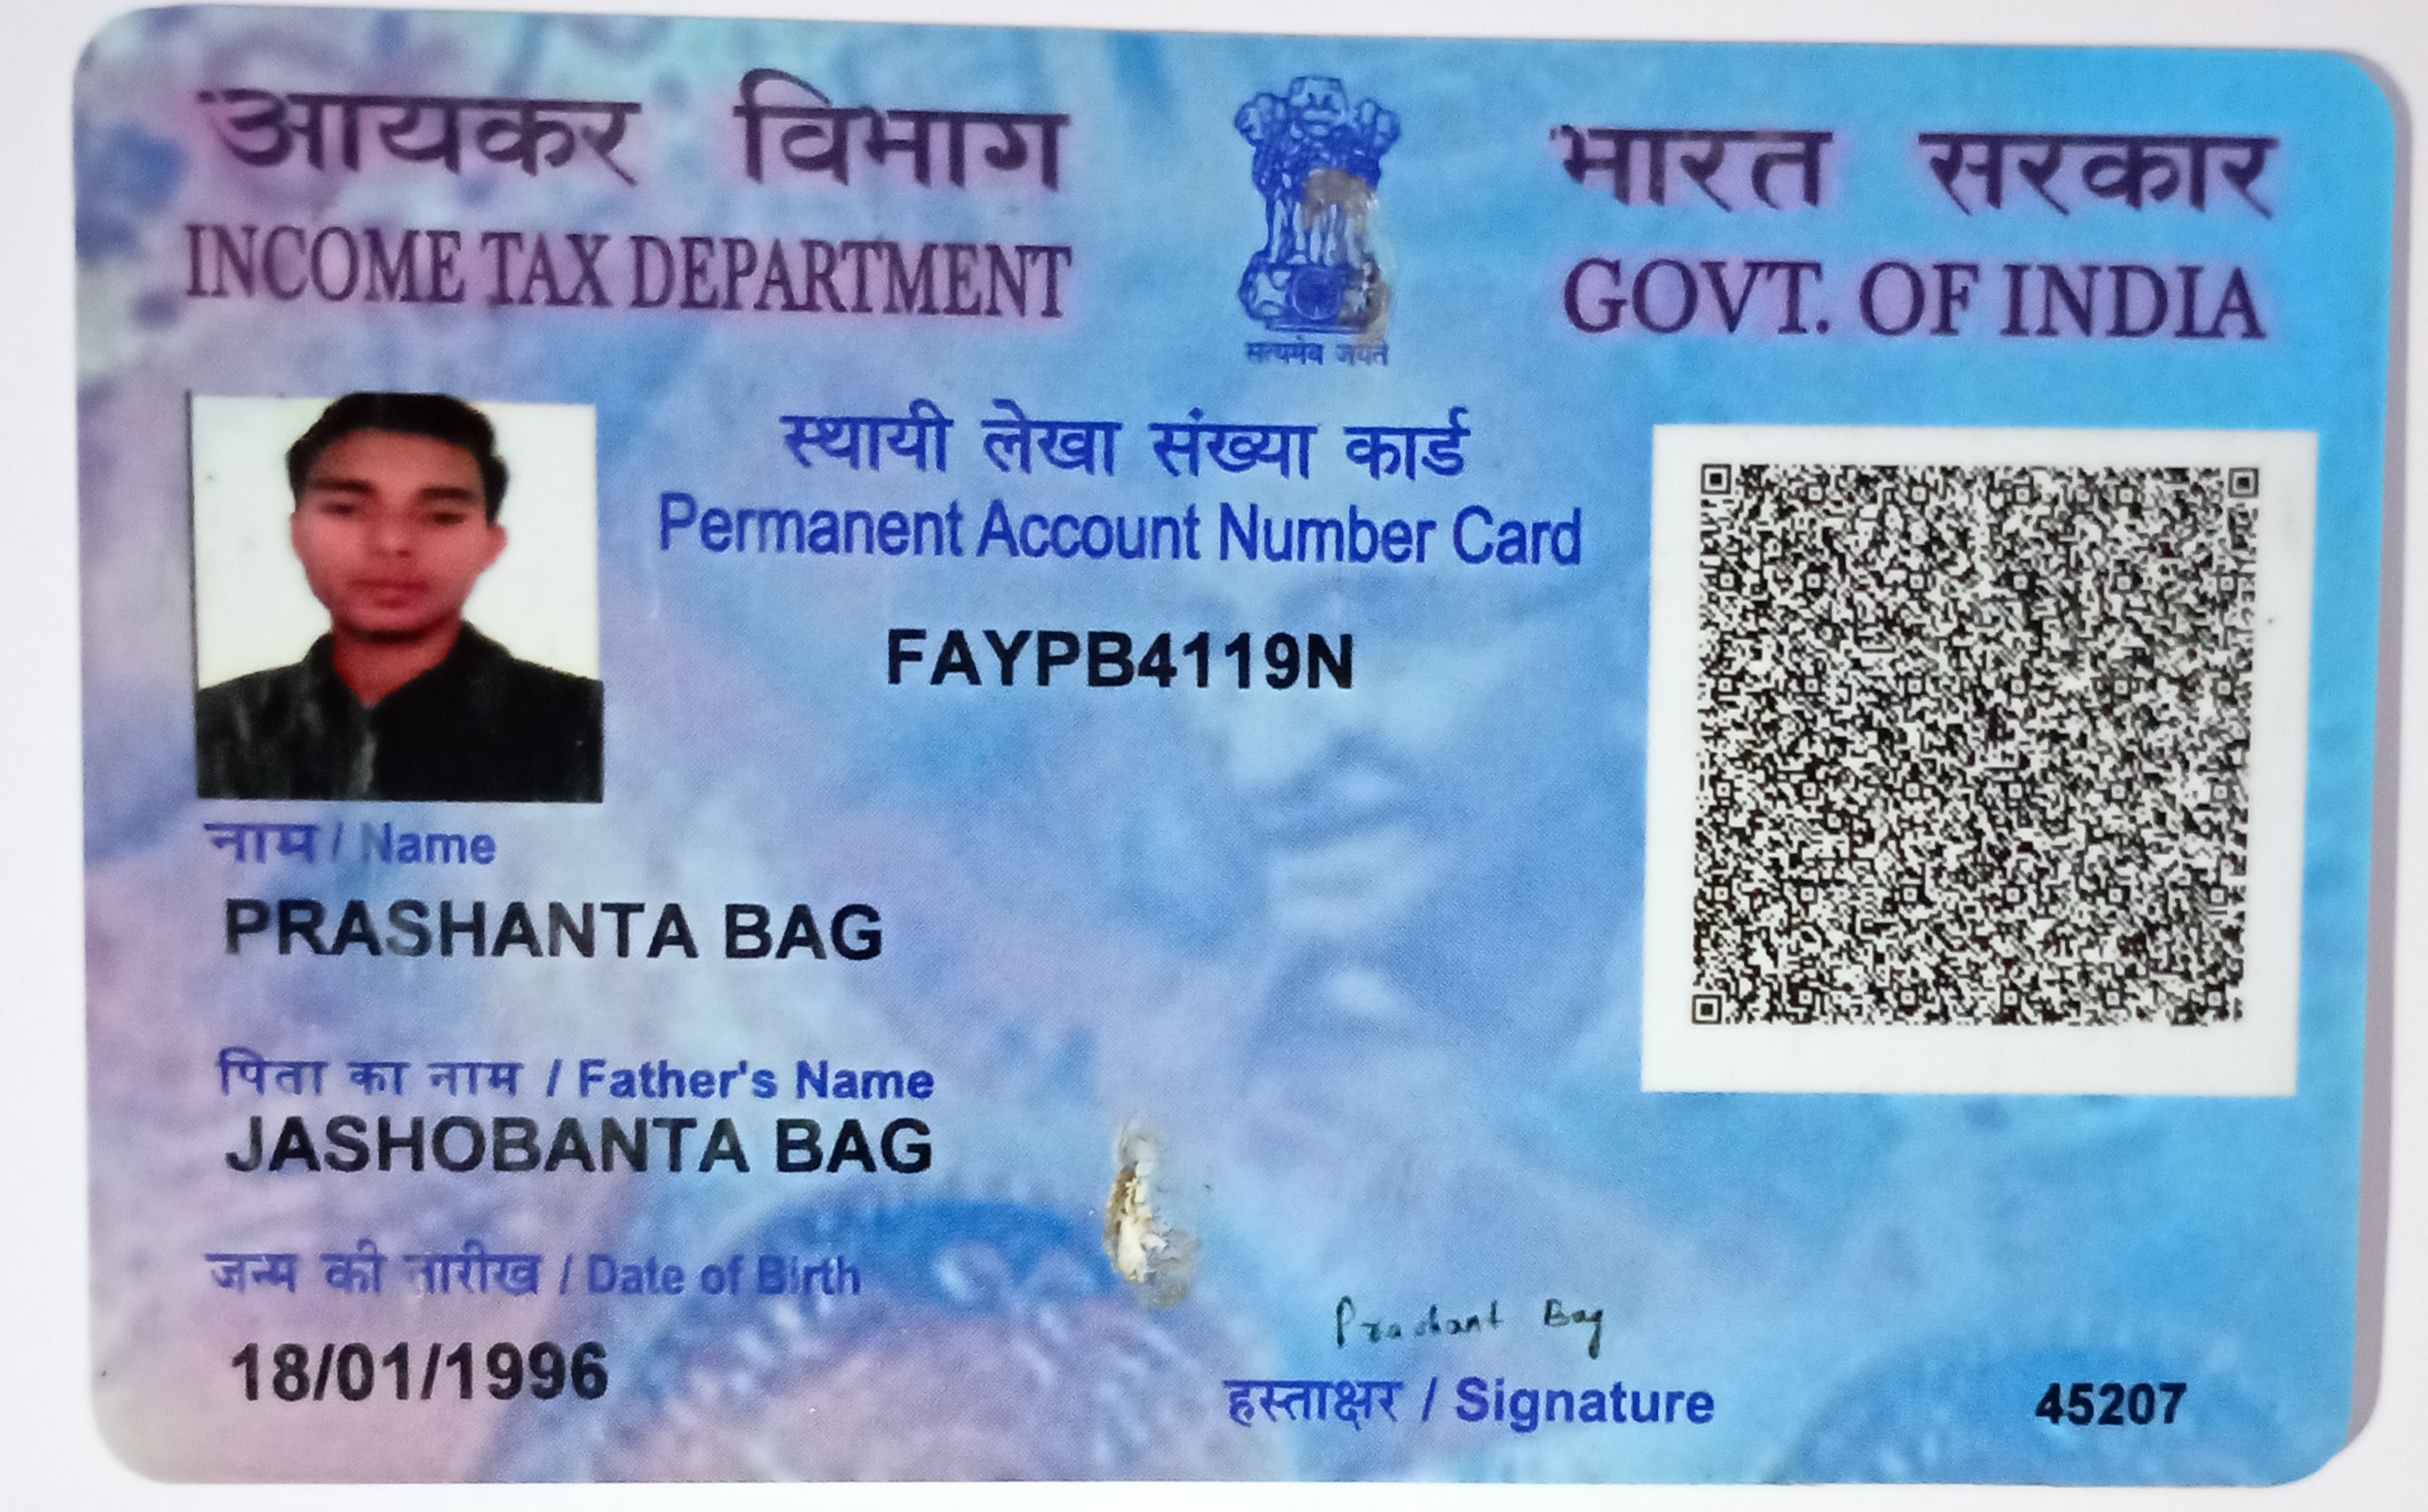 आयकर विभाग
INCOME TAX DEPARTMENT
सत्यमेव जयते
भारत सरकार
GOVT. OF INDIA
स्थायी लेखा संख्या कार्ड
Permanent Account Number Card
FAYPB4119N
नाम / Name
PRASHANTA BAG
पिता का नाम / Father's Name
JASHOBANTA BAG
जन्म की तारीख / Date of Birth
18/01/1996
Prashant Bag
हस्ताक्षर / Signature
45207